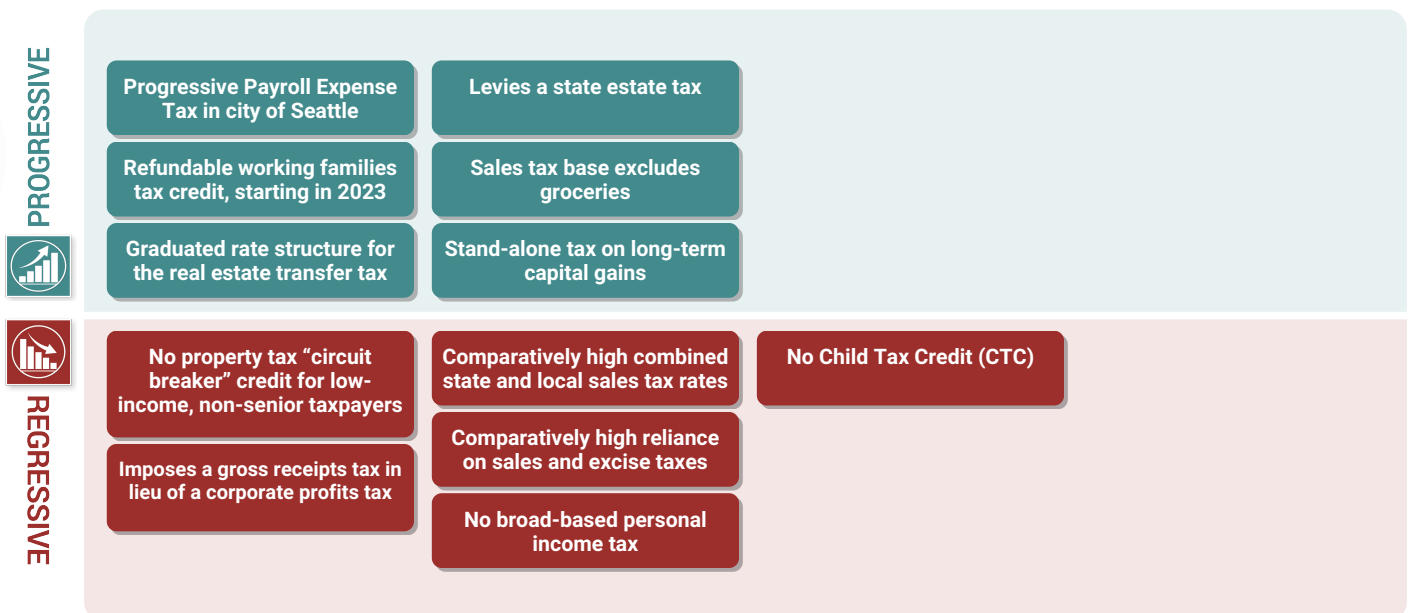 PROGRESSIVE
Progressive Payroll Expense
Tax in city of Seattle
Refundable working families
tax credit, starting in 2023
Graduated rate structure for
the real estate transfer tax
Levies a state estate tax
Sales tax base excludes
groceries
Stand-alone tax on long-term
capital gains
REGRESSIVE
No property tax “circuit
breaker” credit for low-
income, non-senior taxpayers
Imposes a gross receipts tax in
lieu of a corporate profits tax
Comparatively high combined
state and local sales tax rates
Comparatively high reliance
on sales and excise taxes
No broad-based personal
income tax
No Child Tax Credit (CTC)